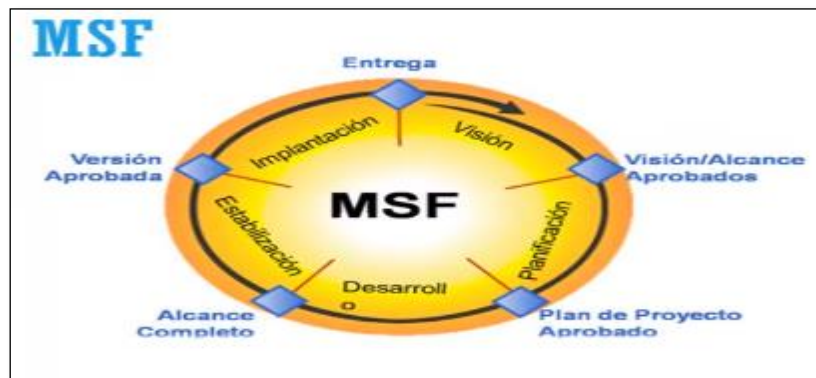 MSF
Entrega
Implantación
Visión
Versión
Aprobada
Visión/Alcance
Aprobados
MSF
Estabilización
Planificación
Desarroll
o
Alcance
Completo
Plan de Proyecto
Aprobado